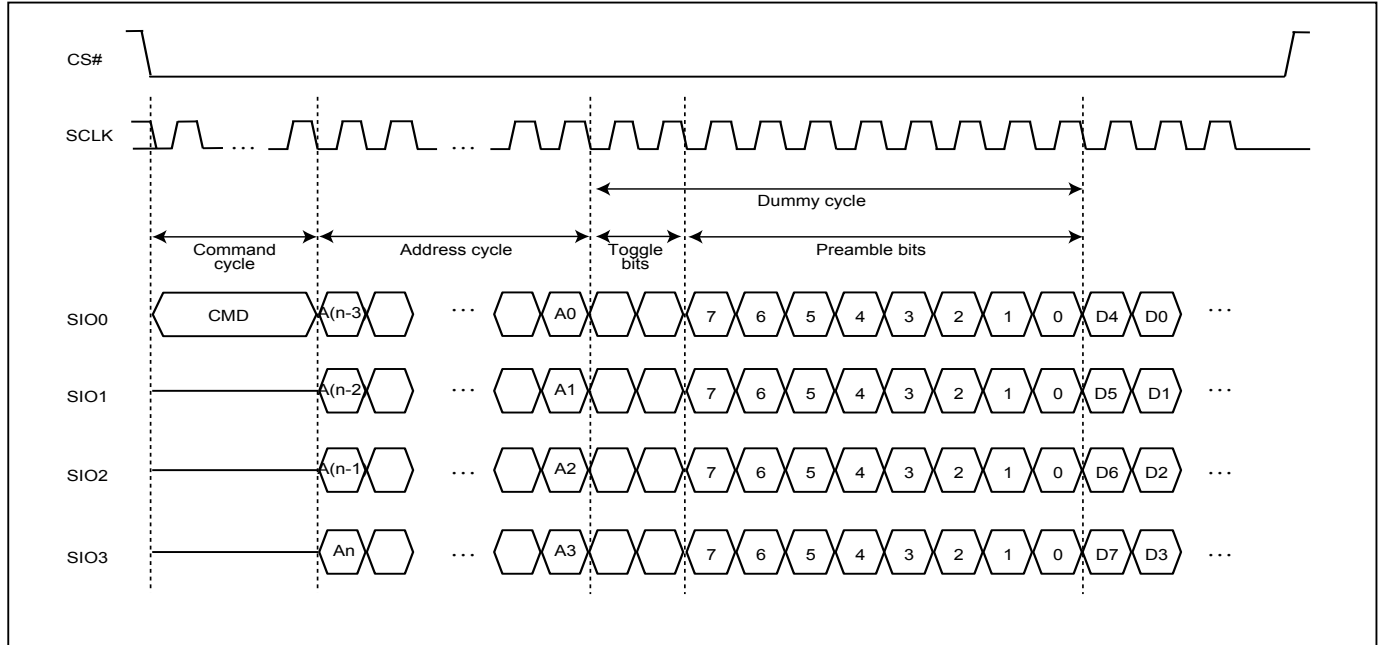 CS#
SCLK ... ...
Dummy cycle
Command cycle
Address cycle
Toggle bits
Preamble bits
SIO0 CMD A(n-3) ... A0 7 6 5 4 3 2 1 0 D4 D0 ...
SIO1 A(n-2) ... A1 7 6 5 4 3 2 1 0 D5 D1 ...
SIO2 A(n-1) ... A2 7 6 5 4 3 2 1 0 D6 D2 ...
SIO3 An ... A3 7 6 5 4 3 2 1 0 D7 D3 ...